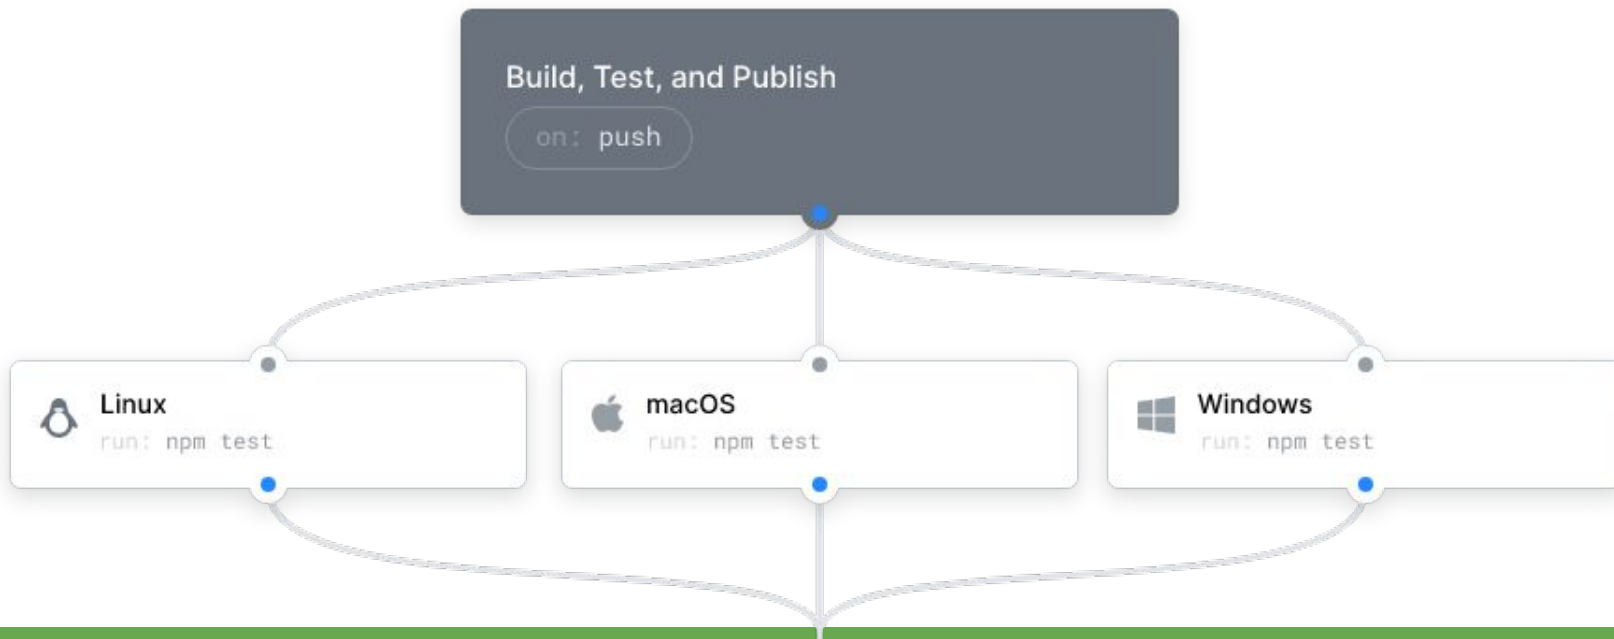 Build, Test, and Publish
on: push
Linux
run: npm test
macOS
run: npm test
Windows
run: npm test